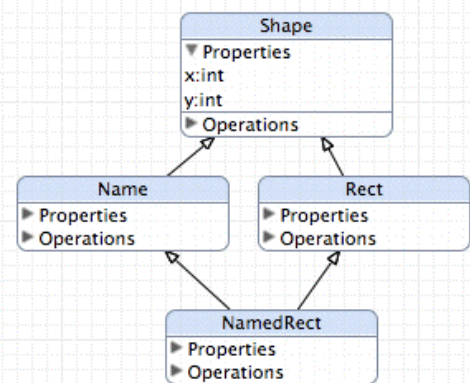 Shape
Properties
x:int
y:int
Operations
Name
Properties
Operations
Rect
Properties
Operations
NamedRect
Properties
Operations